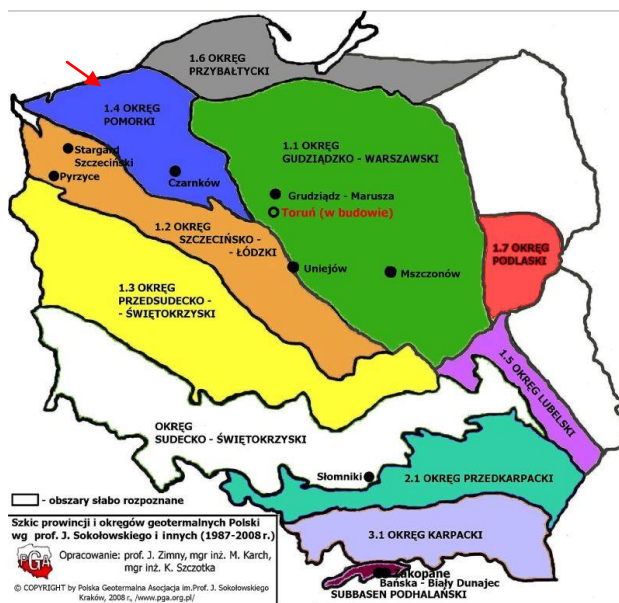 1.6 OKRĘG
PRZYBAŁTYCKI
1.4 OKRĘG
POMORKI
1.1 OKRĘG
GUDZIĄDZKO - WARSZAWSKI
Stargard
Szczeciński
Pyrzyce
Czarnków
Grudziądz - Marusza
Toruń (w budowie)
1.2 OKRĘG
SZCZECIŃSKO -
- ŁÓDZKI
Uniejów
Mszczonów
1.7 OKRĘG
PODLASKI
1.3 OKRĘG
PRZEDSUDECKO -
- ŚWIĘTOKRZYSKI
1.5 OKRĘG LUBELSKI
OKRĘG
SUDECKO - ŚWIĘTOKRZYSKI
Słomniki
2.1 OKRĘG PRZEDKARPACKI
- obszary słabo rozpoznane
3.1 OKRĘG KARPACKI
Szkic prowincji i okręgów geotermalnych Polski
wg prof. J. Sokołowskiego i innych (1987-2008 r.)
PGA
Opracowanie: prof. J. Zimny, mgr inż. M. Karch,
mgr inż. K. Szczotka
© COPYRIGHT by Polska Geotermalna Asocjacja im.Prof. J. Sokołowskiego
Kraków, 2008 r., /www.pga.org.pl/
Zakopane
Bańska - Biały Dunajec
SUBBASEN PODHALAŃSKI